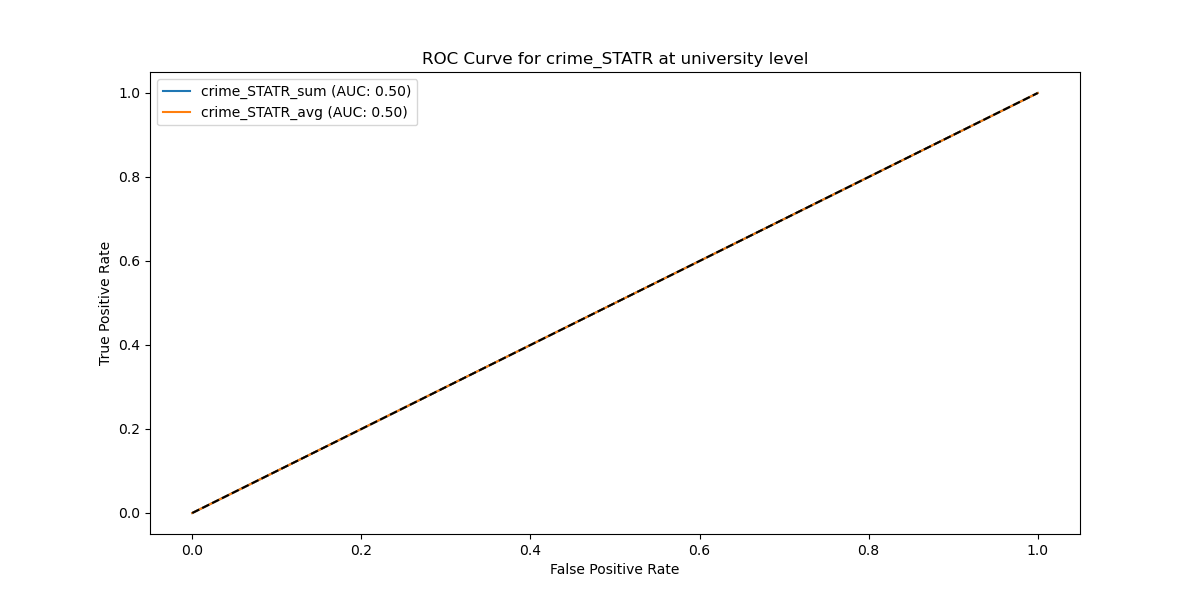 ROC Curve for crime_STATR at university level
crime_STATR_sum (AUC: 0.50)
crime_STATR_avg (AUC: 0.50)
1.0
0.8
0.6
0.4
0.2
0.0
True Positive Rate
0.0 0.2 0.4 0.6 0.8 1.0
False Positive Rate